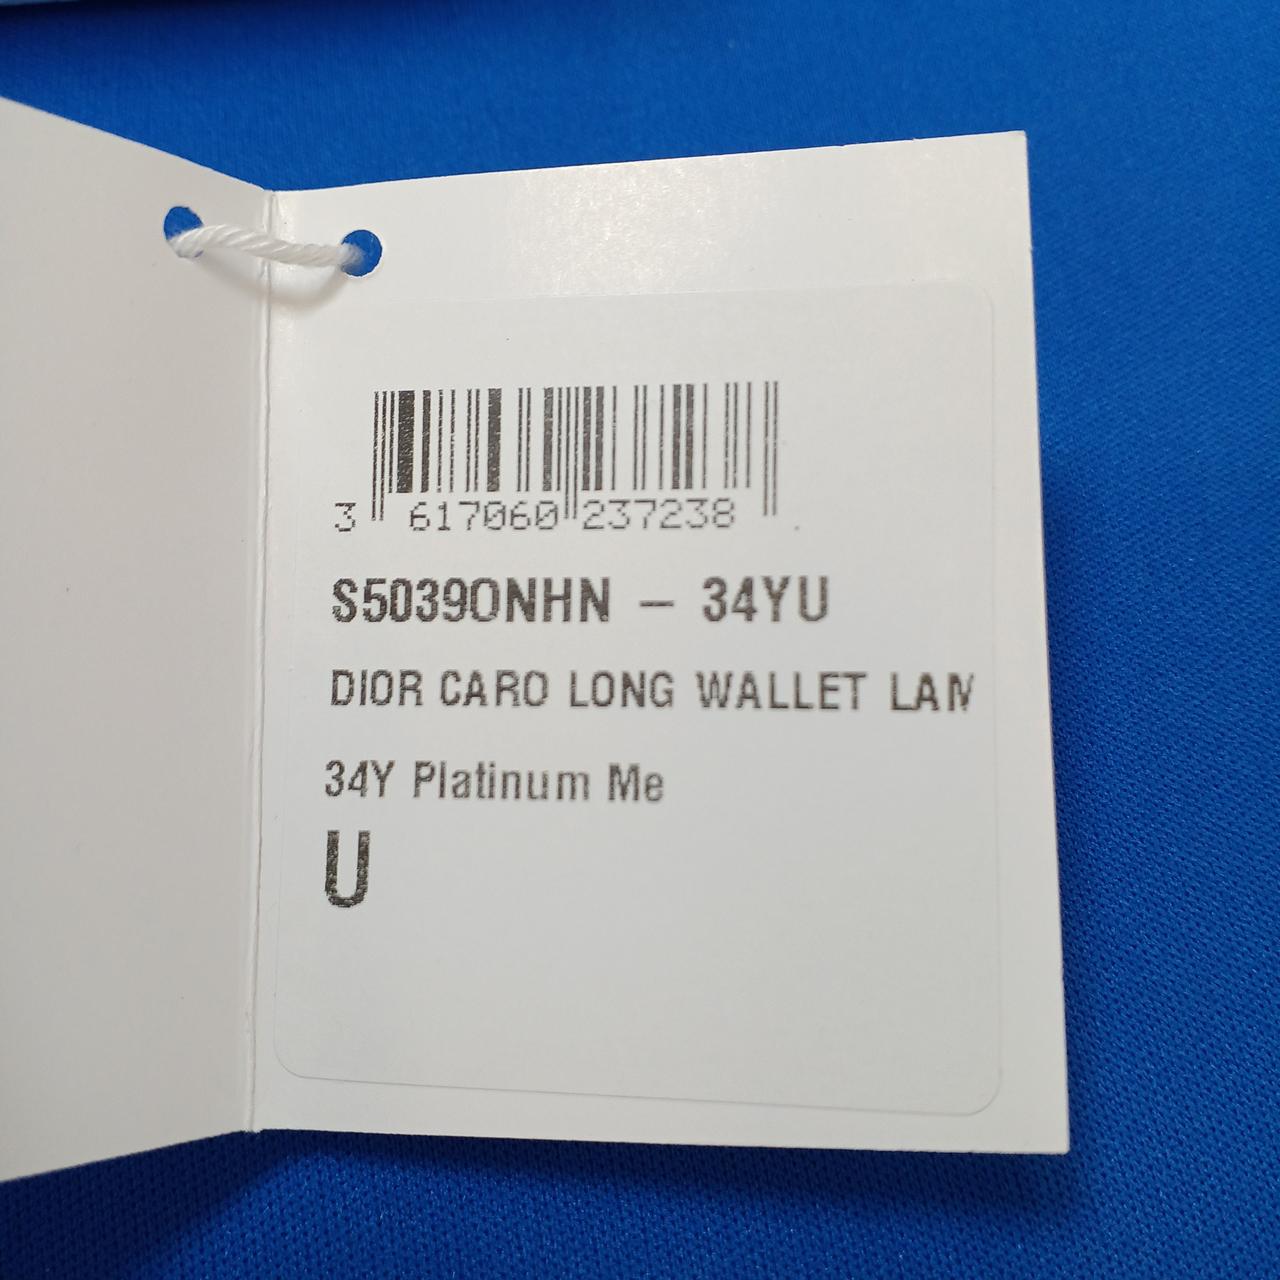 3 617060 237238
S5039ONHN – 34YU
DIOR CARO LONG WALLET LAM
34Y Platinum Me
U